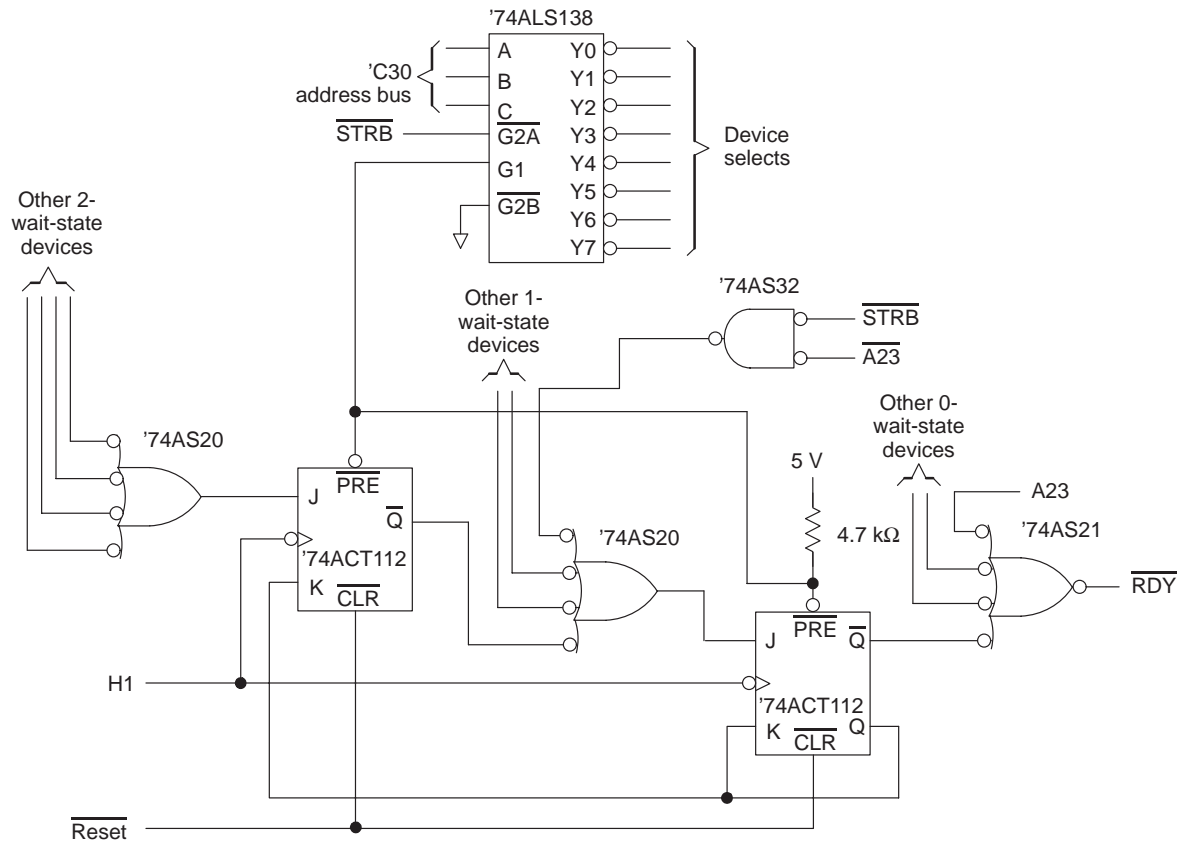 '74ALS138
'C30
address bus
A
B
C
STRB
G2A
G1
G2B
Y0
Y1
Y2
Y3
Y4
Y5
Y6
Y7
Device
selects
Other 2-
wait-state
devices
'74AS20
J
PRE
Q
'74ACT112
K
CLR
Other 1-
wait-state
devices
'74AS32
STRB
A23
'74AS20
5 V
4.7 kΩ
Other 0-
wait-state
devices
A23
'74AS21
RDY
J
PRE
Q
'74ACT112
K
CLR
Q
H1
Reset